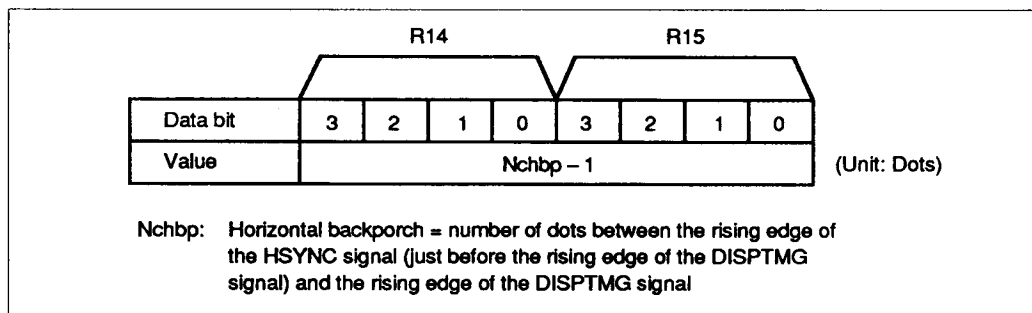 R14 R15
Data bit 3 2 1 0 3 2 1 0
Value Nchbp – 1 (Unit: Dots)
Nchbp: Horizontal backporch = number of dots between the rising edge of
the HSYNC signal (just before the rising edge of the DISPTMG
signal) and the rising edge of the DISPTMG signal